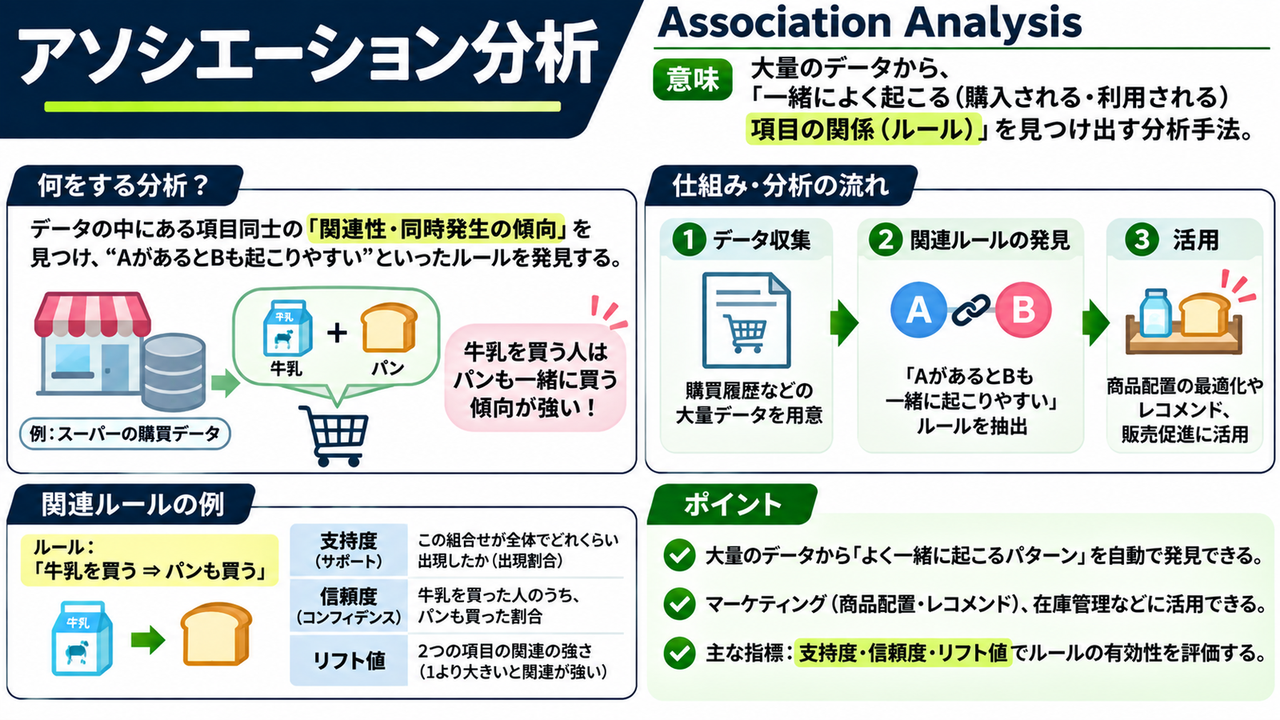 アソシエーション分析
Association Analysis
意味
大量のデータから、
「一緒によく起こる（購入される・利用される）
項目の関係（ルール）」を見つけ出す分析手法。
何をする分析？
データの中にある項目同士の「関連性・同時発生の傾向」を
見つけ、“AがあるとBも起こりやすい”といったルールを発見する。
牛乳
+
牛乳
パン
例：スーパーの購買データ
牛乳を買う人は
パンも一緒に買う
傾向が強い！
仕組み・分析の流れ
1 データ収集
購買履歴などの
大量データを用意
2 関連ルールの発見
A B
「AがあるとBも
一緒に起こりやすい」
ルールを抽出
3 活用
商品配置の最適化や
レコメンド、
販売促進に活用
関連ルールの例
ルール：
「牛乳を買う ⇒ パンも買う」
牛乳
支持度
（サポート）
この組合せが全体でどれくらい
出現したか（出現割合）
信頼度
（コンフィデンス）
牛乳を買った人のうち、
パンも買った割合
リフト値
2つの項目の関連の強さ
（1より大きいと関連が強い）
ポイント
大量のデータから「よく一緒に起こるパターン」を自動で発見できる。
マーケティング（商品配置・レコメンド）、在庫管理などに活用できる。
主な指標：支持度・信頼度・リフト値でルールの有効性を評価する。